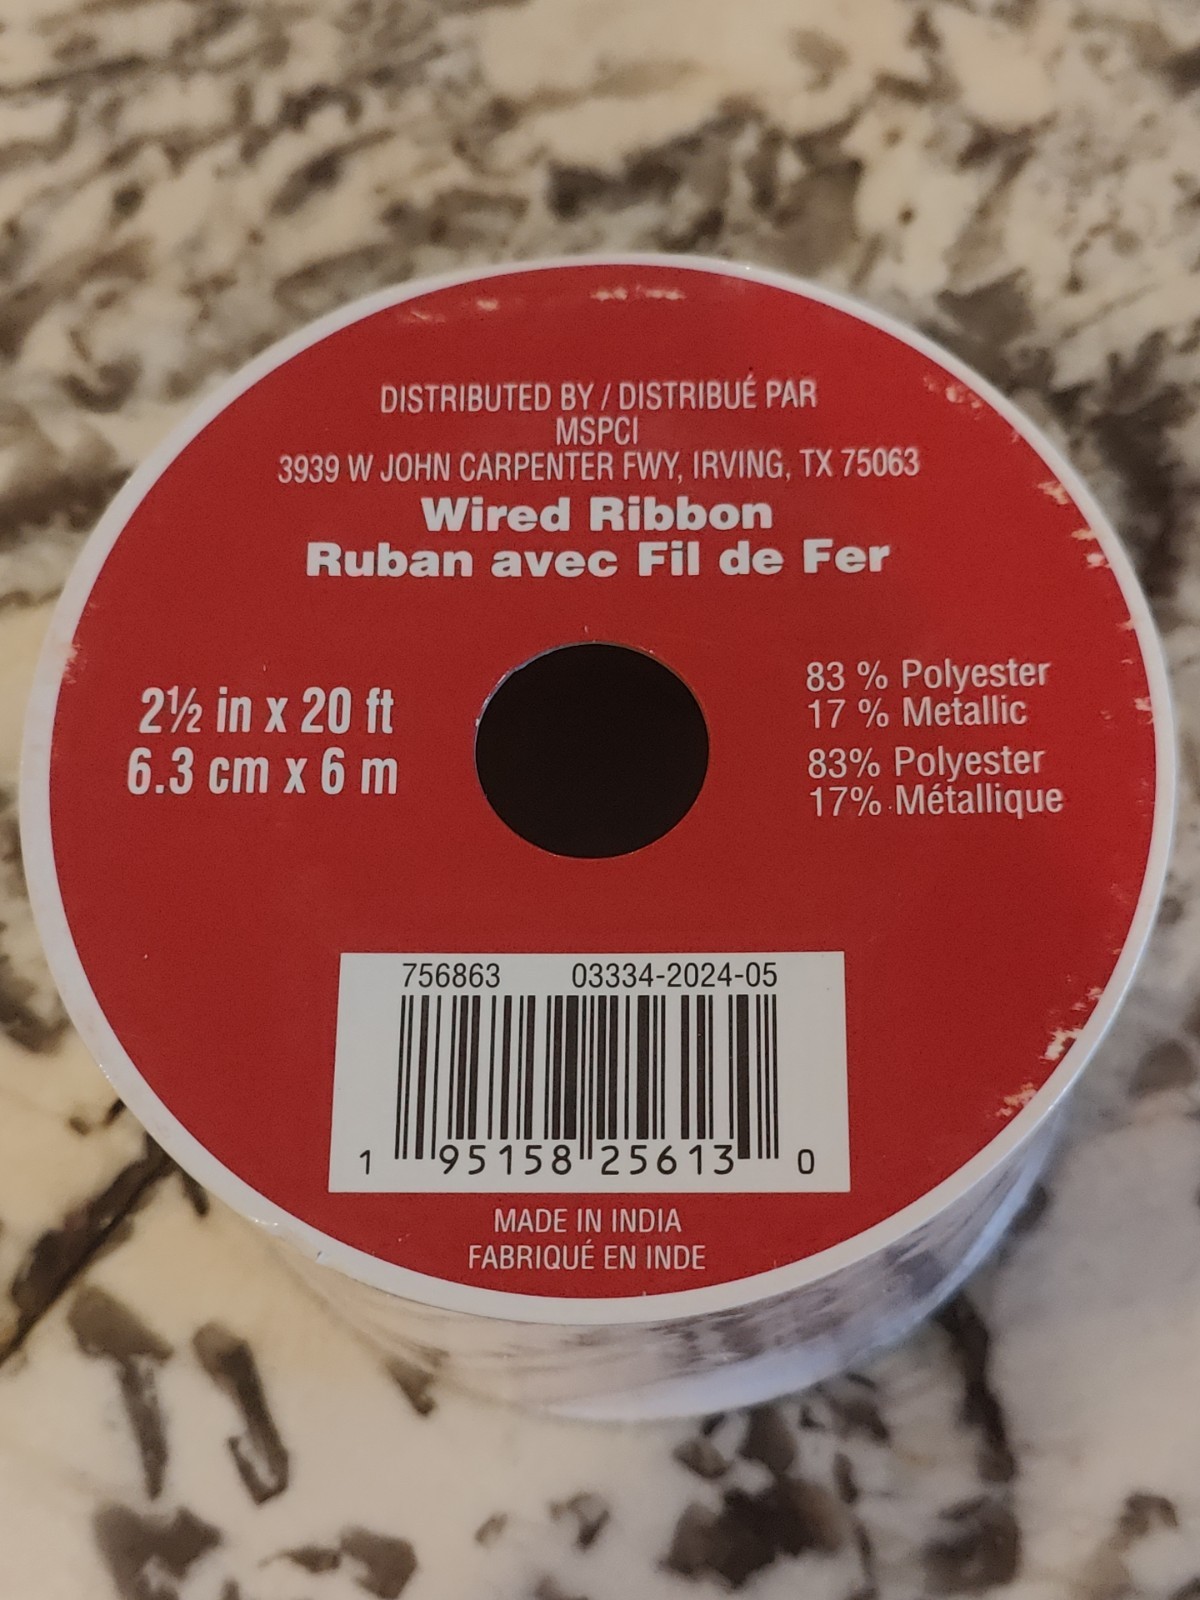 DISTRIBUTED BY / DISTRIBUÉ PAR
MSPCI
3939 W JOHN CARPENTER FWY, IRVING, TX 75063
Wired Ribbon
Ruban avec Fil de Fer
2½ in x 20 ft
6.3 cm x 6 m
83 % Polyester
17 % Metallic
83% Polyester
17% Métallique
756863 03334-2024-05
1 95158 25613 0
MADE IN INDIA
FABRIQUÉ EN INDE